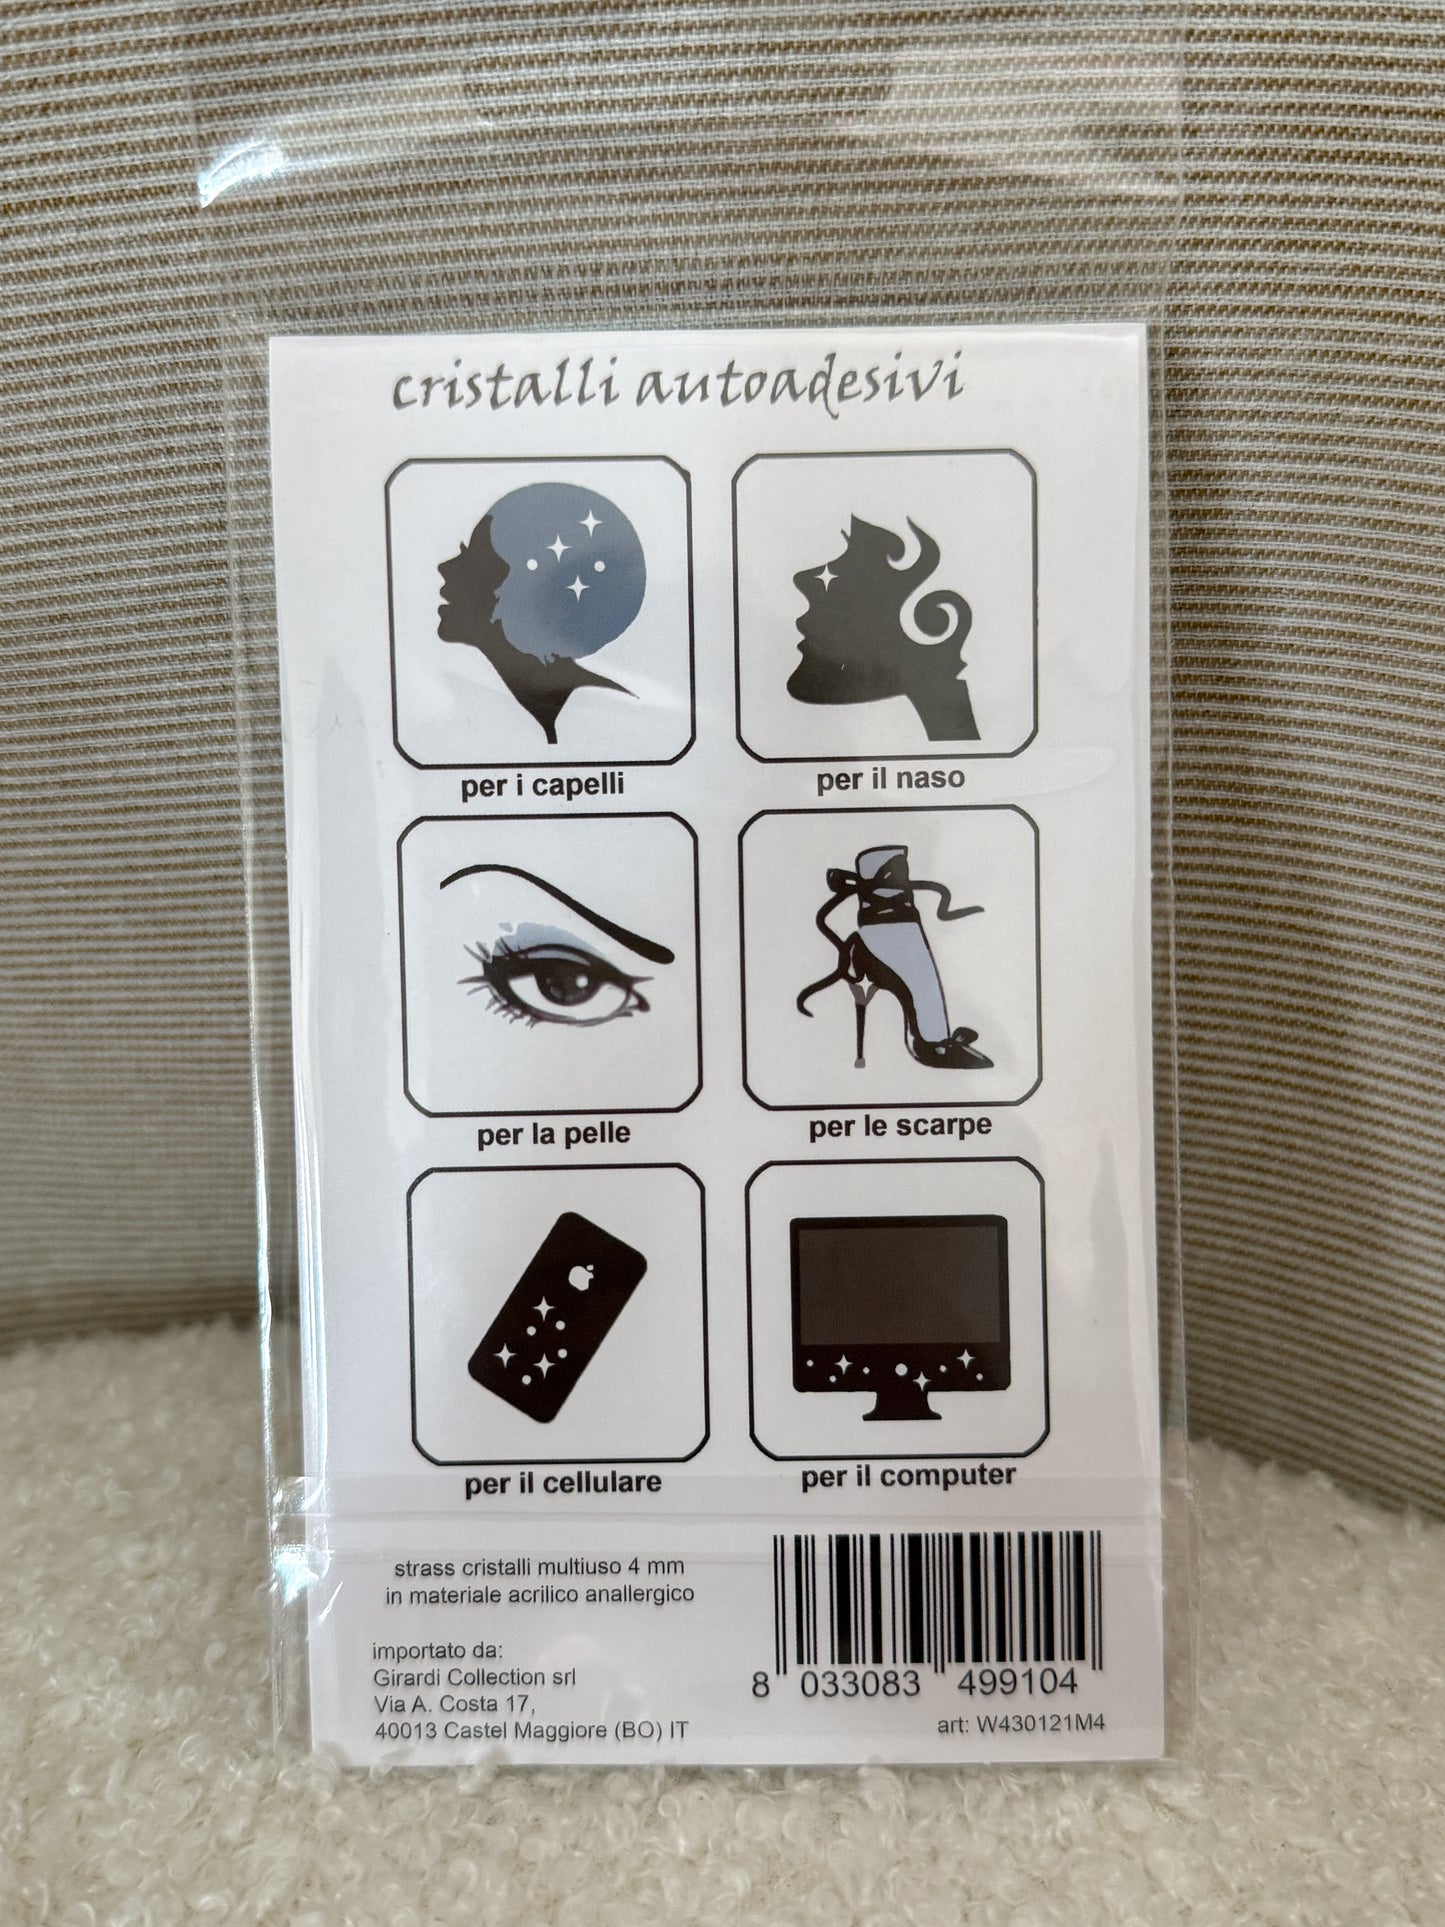 cristalli autoadesivi
per i capelli
per il naso
per la pelle
per le scarpe
per il cellulare
per il computer
strass cristalli multiuso 4 mm
in materiale acrilico anallergico
importato da:
Girardi Collection srl
Via A. Costa 17,
40013 Castel Maggiore (BO) IT
8 033083 499104
art: W430121M4